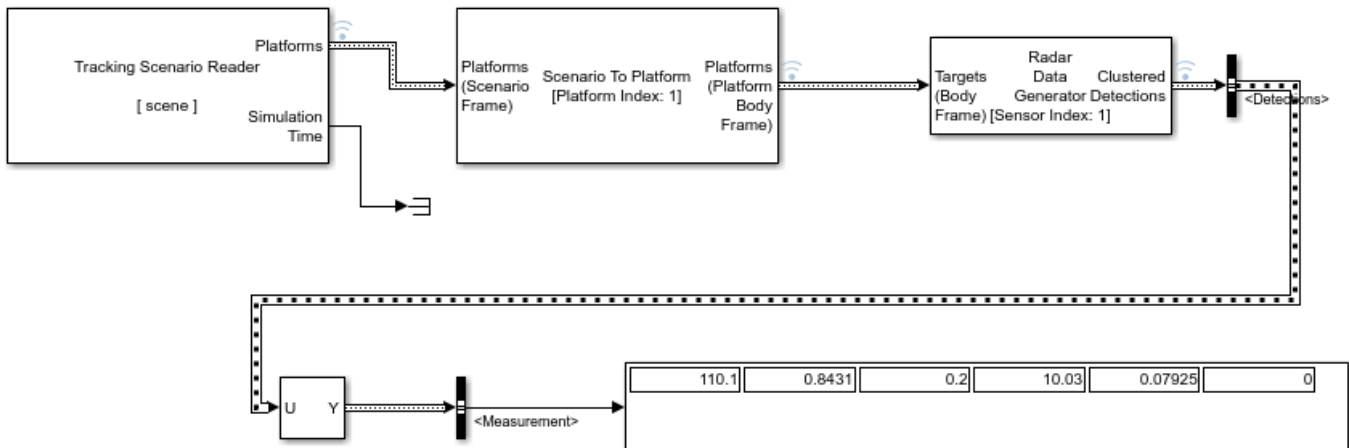 Tracking Scenario Reader
[ scene ]
Platforms
Simulation
Time
Platforms
(Scenario
Frame)
Scenario To Platform
[Platform Index: 1]
Platforms
(Platform
Body
Frame)
Targets
(Body
Frame)
Radar
Data
Generator
[Sensor Index: 1]
Clustered
Detections
<Detections>
U
Y
<Measurement>
110.1 0.8431 0.2 10.03 0.07925 0